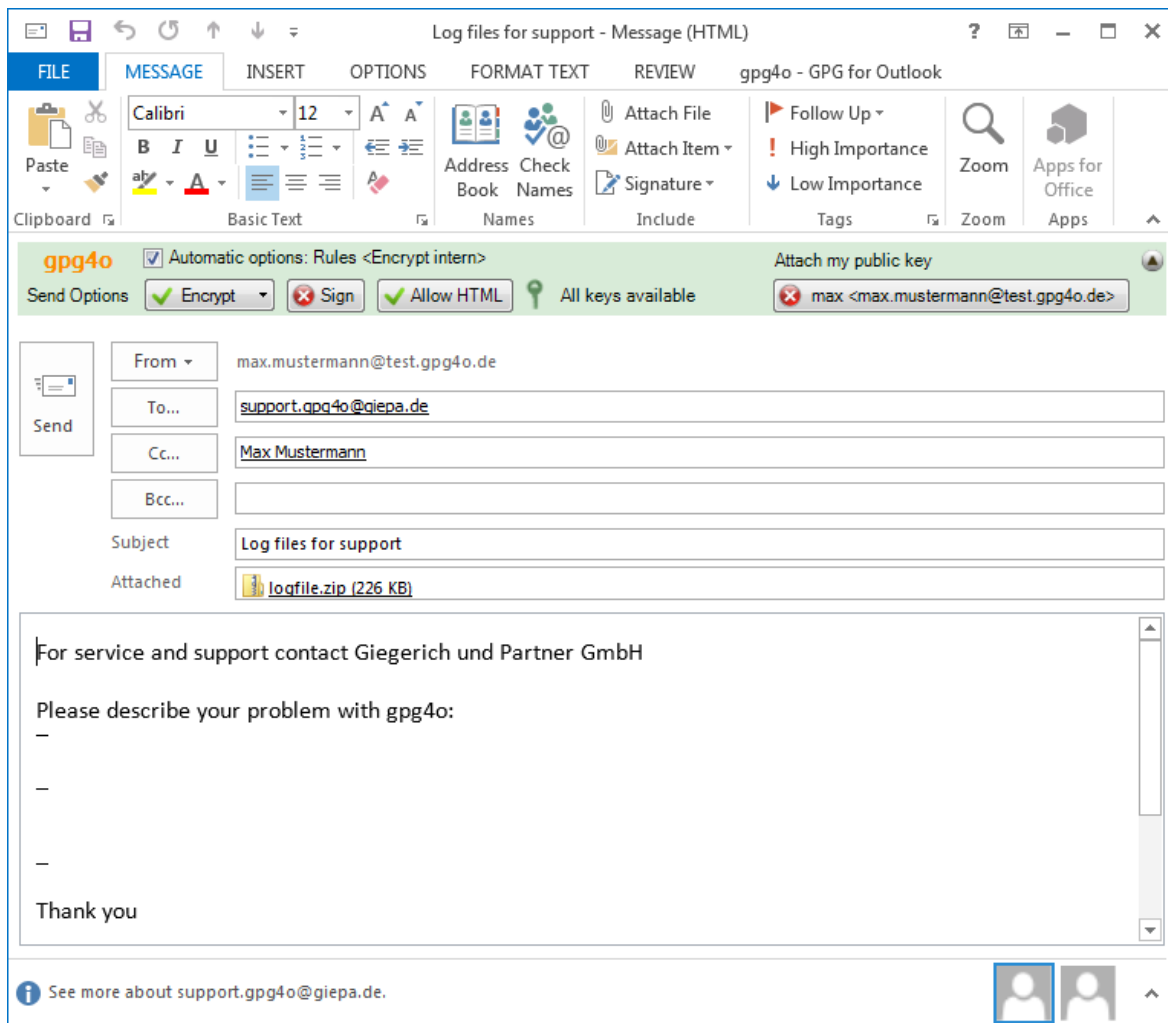 Log files for support - Message (HTML)
?
FILE MESSAGE INSERT OPTIONS FORMAT TEXT REVIEW gpg4o - GPG for Outlook
Calibri 12 A A Attach File Follow Up
B I U Attach Item High Importance
Paste Address Check Zoom Apps for
aby A Book Names Signature Low Importance Office
Clipboard Basic Text Names Include Tags Zoom Apps
gpg4o Automatic options: Rules <Encrypt intern> Attach my public key
Send Options Encrypt Sign Allow HTML All keys available max <max.mustermann@test.gpg4o.de>
From max.mustermann@test.gpg4o.de
To... support.gpg4o@giepa.de
Send
Cc... Max Mustermann
Bcc...
Subject Log files for support
Attached logfile.zip (226 KB)
For service and support contact Giegerich und Partner GmbH
Please describe your problem with gpg4o:
_
_
_
Thank you
See more about support.gpg4o@giepa.de.